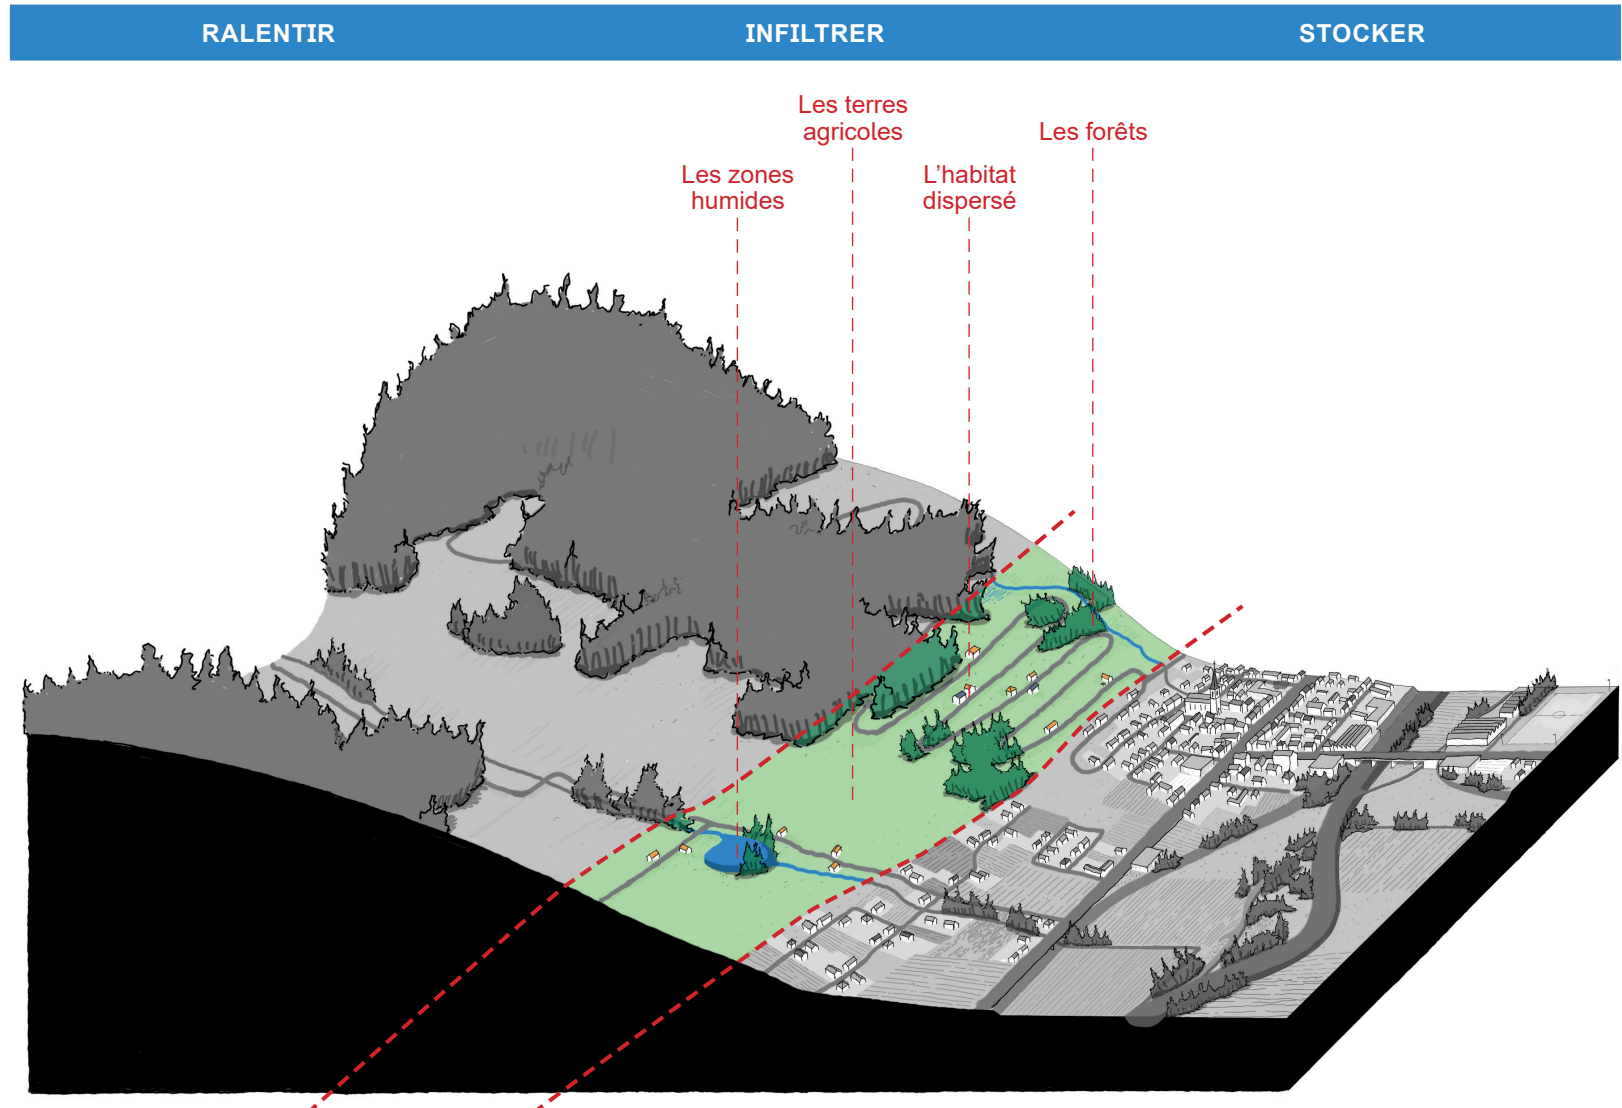 RALENTIR
INFILTRER
STOCKER
Les terres
agricoles
Les forêts
Les zones
humides
L'habitat
dispersé